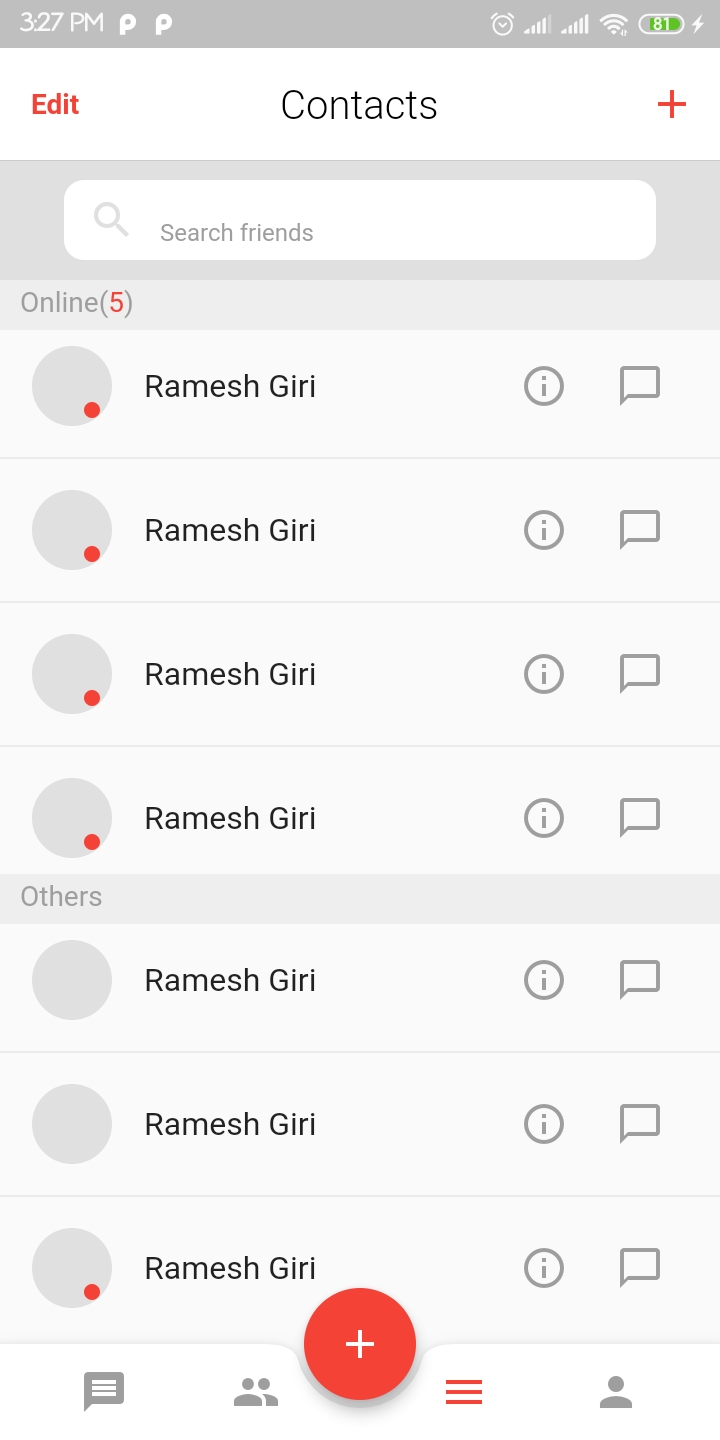 3:27 PM
81
Edit
Contacts
Search friends
Online(5)
Ramesh Giri
Ramesh Giri
Ramesh Giri
Ramesh Giri
Others
Ramesh Giri
Ramesh Giri
Ramesh Giri